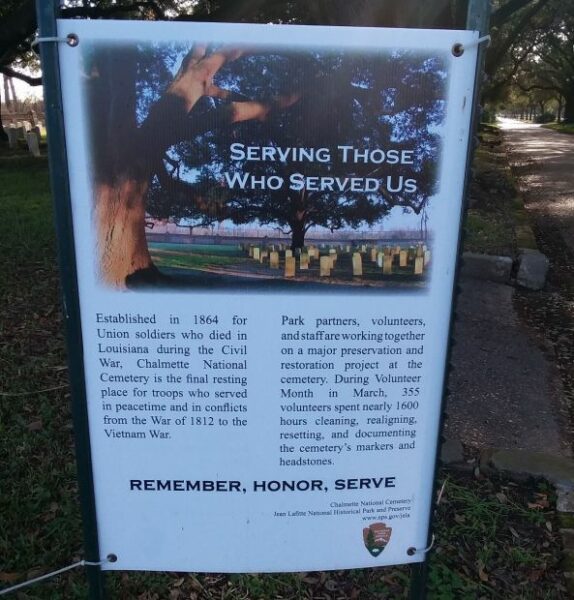 SERVING THOSE
WHO SERVED US
Established in 1864 for
Union soldiers who died in
Louisiana during the Civil
War, Chalmette National
Cemetery is the final resting
place for troops who served
in peacetime and in conflicts
from the War of 1812 to the
Vietnam War.
Park partners, volunteers,
and staff are working together
on a major preservation and
restoration project at the
cemetery. During Volunteer
Month in March, 355
volunteers spent nearly 1600
hours cleaning, realigning,
resetting, and documenting
the cemetery's markers and
headstones.
REMEMBER, HONOR, SERVE
Chalmette National Cemetery
Jean Lafitte National Historical Park and Preserve
www.nps.gov/jela